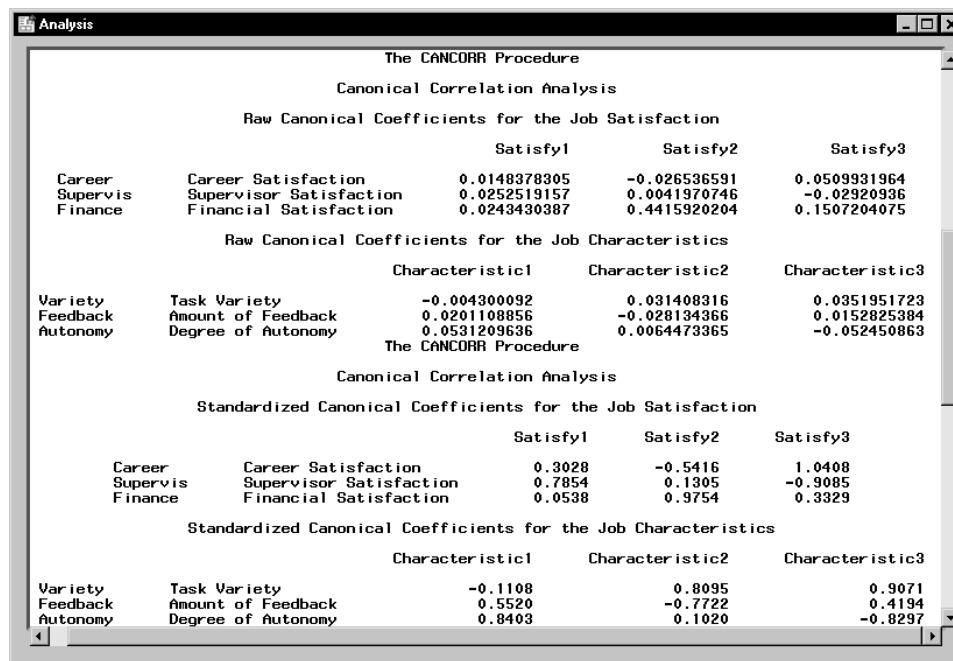 Analysis
The CANCORR Procedure
Canonical Correlation Analysis
Raw Canonical Coefficients for the Job Satisfaction
Satisfy1 Satisfy2 Satisfy3
Career Career Satisfaction 0.0148378305 -0.026536591 0.0509931964
Supervis Supervisor Satisfaction 0.0252519157 0.0041970746 -0.02920936
Finance Financial Satisfaction 0.0243430387 0.4415920204 0.1507204075
Raw Canonical Coefficients for the Job Characteristics
Characteristic1 Characteristic2 Characteristic3
Variety Task Variety -0.004300092 0.031408316 0.0351951723
Feedback Amount of Feedback 0.0201108856 -0.028134366 0.0152825384
Autonomy Degree of Autonomy 0.0531209636 0.0064473365 -0.052450863
The CANCORR Procedure
Canonical Correlation Analysis
Standardized Canonical Coefficients for the Job Satisfaction
Satisfy1 Satisfy2 Satisfy3
Career Career Satisfaction 0.3028 -0.5416 1.0408
Supervis Supervisor Satisfaction 0.7854 0.1305 -0.9085
Finance Financial Satisfaction 0.0538 0.9754 0.3329
Standardized Canonical Coefficients for the Job Characteristics
Characteristic1 Characteristic2 Characteristic3
Variety Task Variety -0.1108 0.8095 0.9071
Feedback Amount of Feedback 0.5520 -0.7722 0.4194
Autonomy Degree of Autonomy 0.8403 0.1020 -0.8297